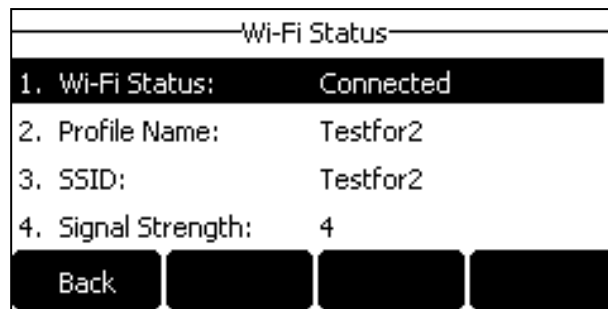 Wi-Fi Status
1. Wi-Fi Status: Connected
2. Profile Name: Testfor2
3. SSID: Testfor2
4. Signal Strength: 4
Back